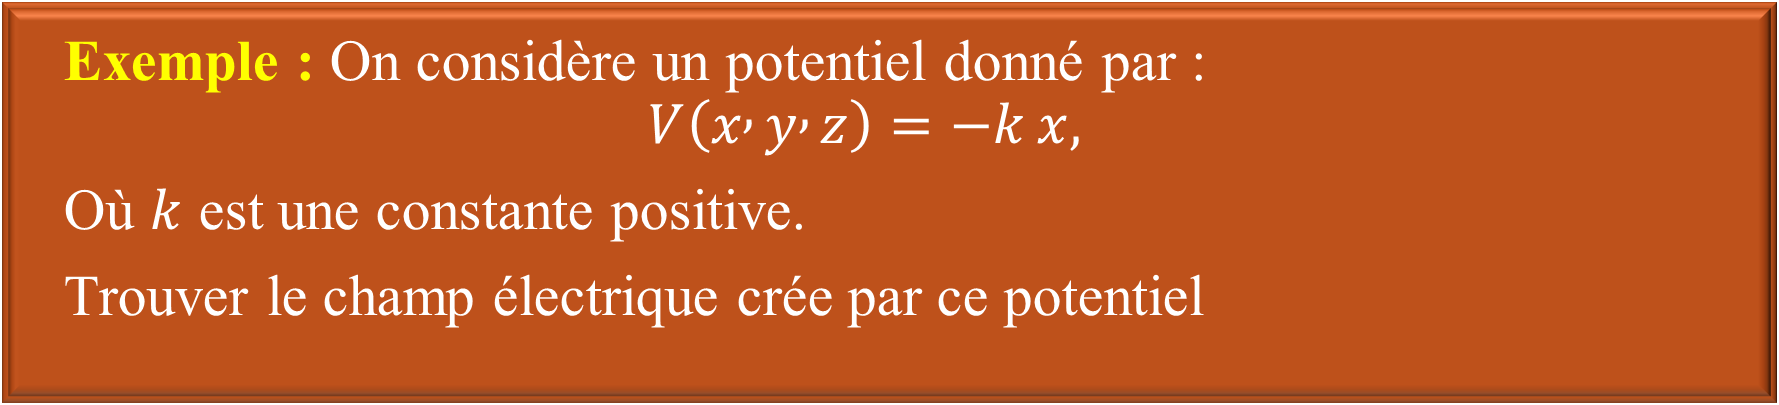 Exemple : On considère un potentiel donné par :
V(x, y, z) = −k x,
Où k est une constante positive.
Trouver le champ électrique crée par ce potentiel